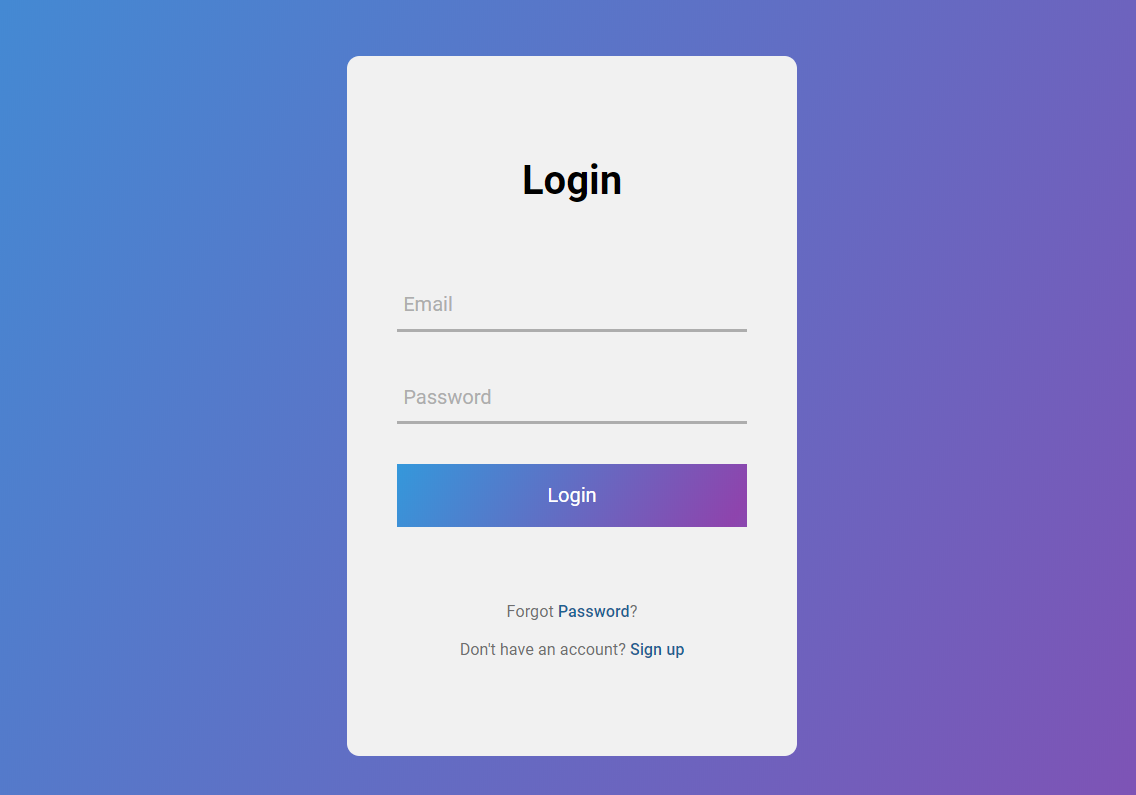 Login
Email
Password
Login
Forgot Password?
Don't have an account? Sign up